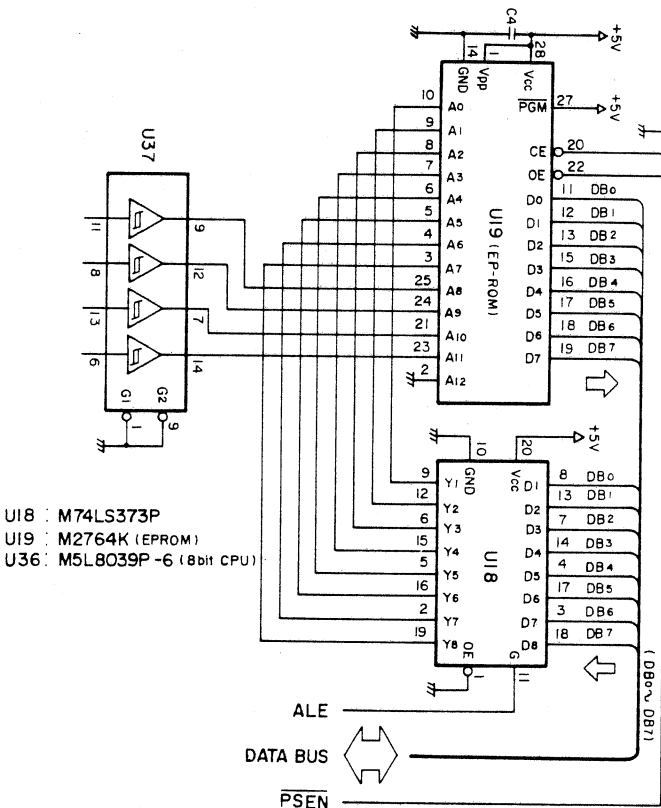 C4
+5V
14
1
28
GND
Vpp
Vcc
PGM
27
+5V
CE
20
OE
22
U19 (EP-ROM)
10 A0
9 A1
8 A2
7 A3
6 A4
5 A5
4 A6
3 A7
25 A8
24 A9
21 A10
23 A11
2 A12
D0 11 DB0
D1 12 DB1
D2 13 DB2
D3 15 DB3
D4 16 DB4
D5 17 DB5
D6 18 DB6
D7 19 DB7
U37
11 9
8 12
13 7
6 14
G1 G2
1 9
+5V
10
20
GND
Vcc
U18
9 Y1
12 Y2
6 Y3
15 Y4
5 Y5
16 Y6
2 Y7
19 Y8
D1 8 DB0
D2 13 DB1
D3 7 DB2
D4 14 DB3
D5 4 DB4
D6 17 DB5
D7 3 DB6
D8 18 DB7
OE G
1 11
(DB0~DB7)
U18 : M74LS373P
U19 : M2764K (EPROM)
U36 : M5L8039P-6 (8bit CPU)
ALE
DATA BUS
PSEN